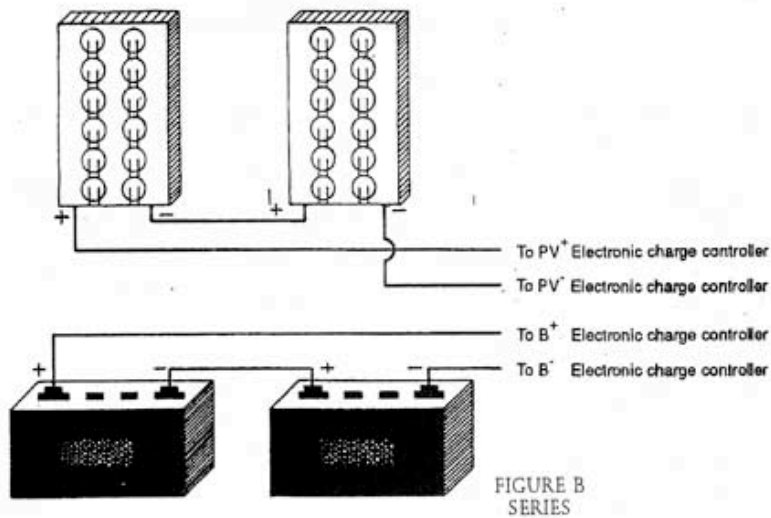 + - + -
To PV+ Electronic charge controller
To PV- Electronic charge controller
To B+ Electronic charge controller
+ - + - To B- Electronic charge controller
FIGURE B
SERIES